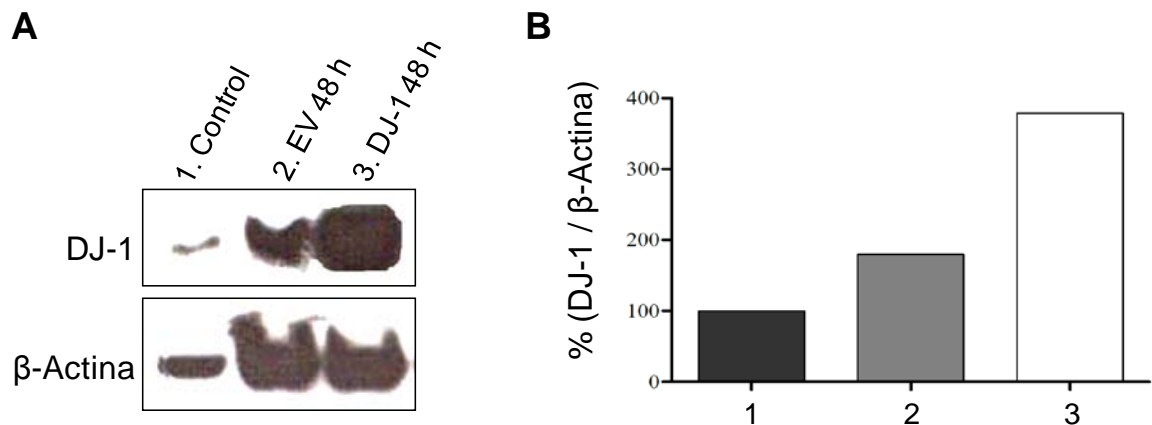 A
1. Control
2. EV 48 h
3. DJ-1 48 h
DJ-1
β-Actina
B
% (DJ-1 / β-Actina)
400
300
200
100
0
1
2
3